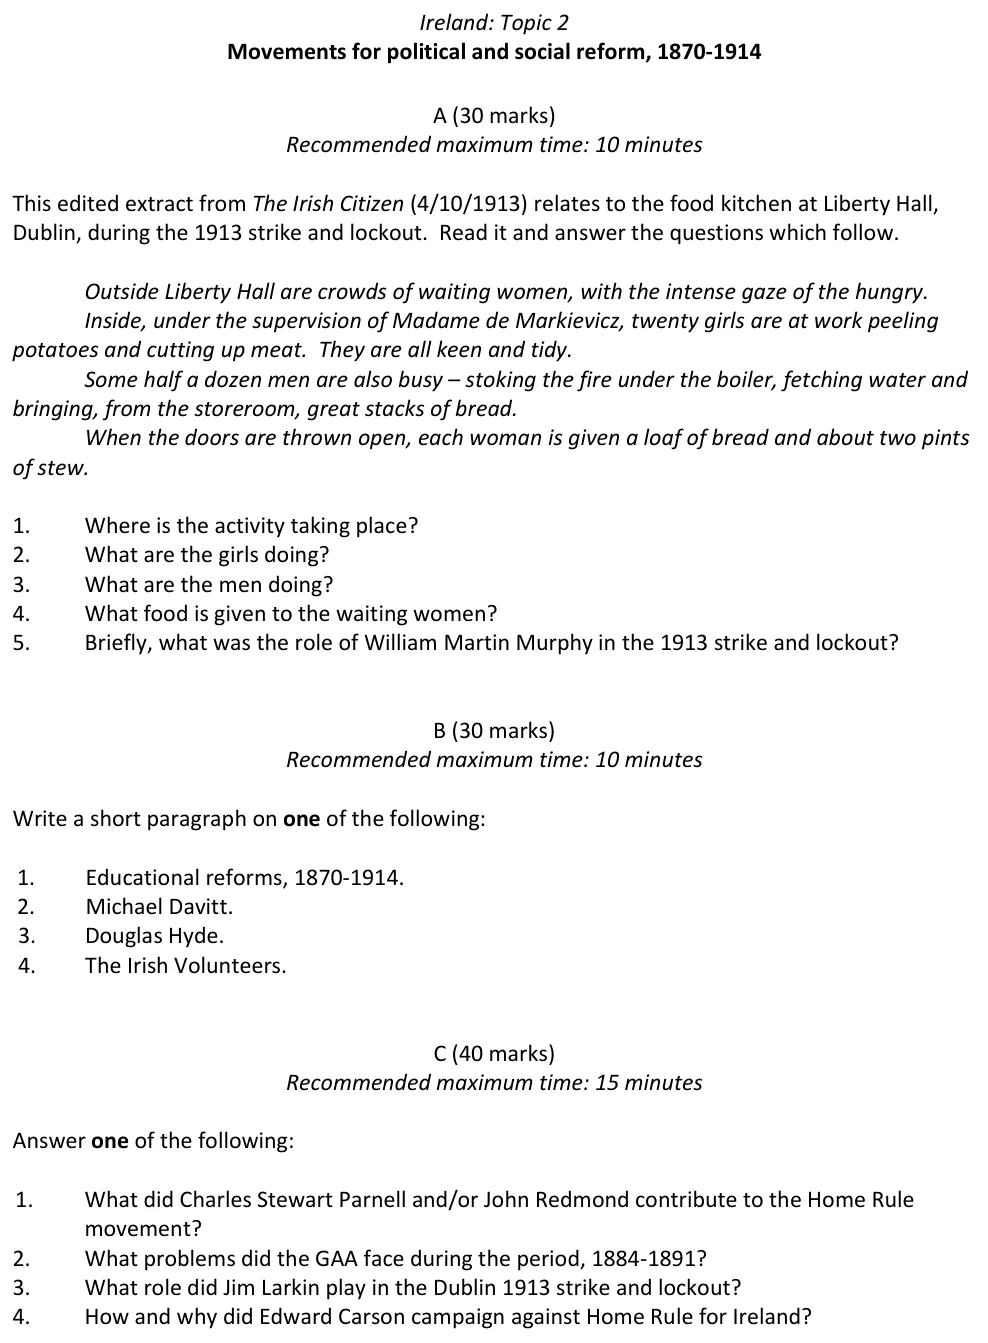 Ireland: Topic 2
Movements for political and social reform, 1870-1914
A (30 marks)
Recommended maximum time: 10 minutes
This edited extract from The Irish Citizen (4/10/1913) relates to the food kitchen at Liberty Hall,
Dublin, during the 1913 strike and lockout. Read it and answer the questions which follow.
Outside Liberty Hall are crowds of waiting women, with the intense gaze of the hungry.
Inside, under the supervision of Madame de Markievicz, twenty girls are at work peeling
potatoes and cutting up meat. They are all keen and tidy.
Some half a dozen men are also busy – stoking the fire under the boiler, fetching water and
bringing, from the storeroom, great stacks of bread.
When the doors are thrown open, each woman is given a loaf of bread and about two pints
of stew.
1. Where is the activity taking place?
2. What are the girls doing?
3. What are the men doing?
4. What food is given to the waiting women?
5. Briefly, what was the role of William Martin Murphy in the 1913 strike and lockout?
B (30 marks)
Recommended maximum time: 10 minutes
Write a short paragraph on one of the following:
1. Educational reforms, 1870-1914.
2. Michael Davitt.
3. Douglas Hyde.
4. The Irish Volunteers.
C (40 marks)
Recommended maximum time: 15 minutes
Answer one of the following:
1. What did Charles Stewart Parnell and/or John Redmond contribute to the Home Rule
movement?
2. What problems did the GAA face during the period, 1884-1891?
3. What role did Jim Larkin play in the Dublin 1913 strike and lockout?
4. How and why did Edward Carson campaign against Home Rule for Ireland?